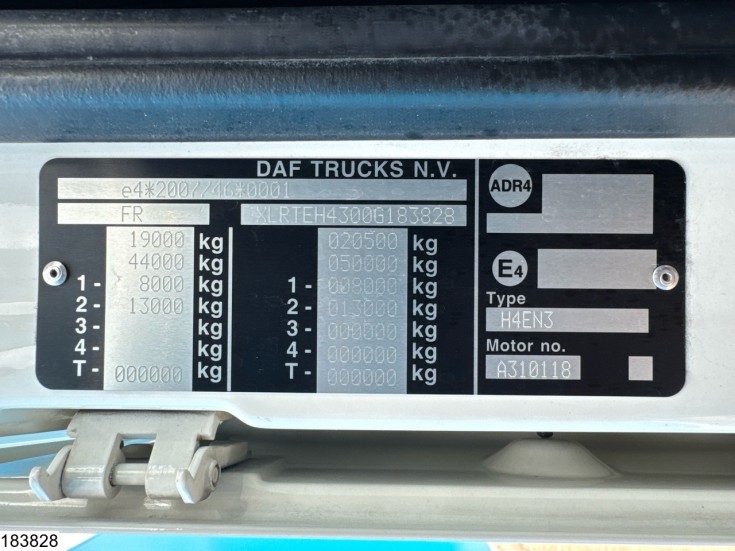 DAF TRUCKS N.V.
e4*2007/46*0001
FR XLRTEH4300G183828
19000 kg 020500 kg
44000 kg 050000 kg
1- 8000 kg 1- 008000 kg
2- 13000 kg 2- 013000 kg
3- kg 3- 000000 kg
4- kg 4- 000000 kg
T- 000000 kg T- 000000 kg
ADR4
E4
Type
H4EN3
Motor no.
A310118
183828